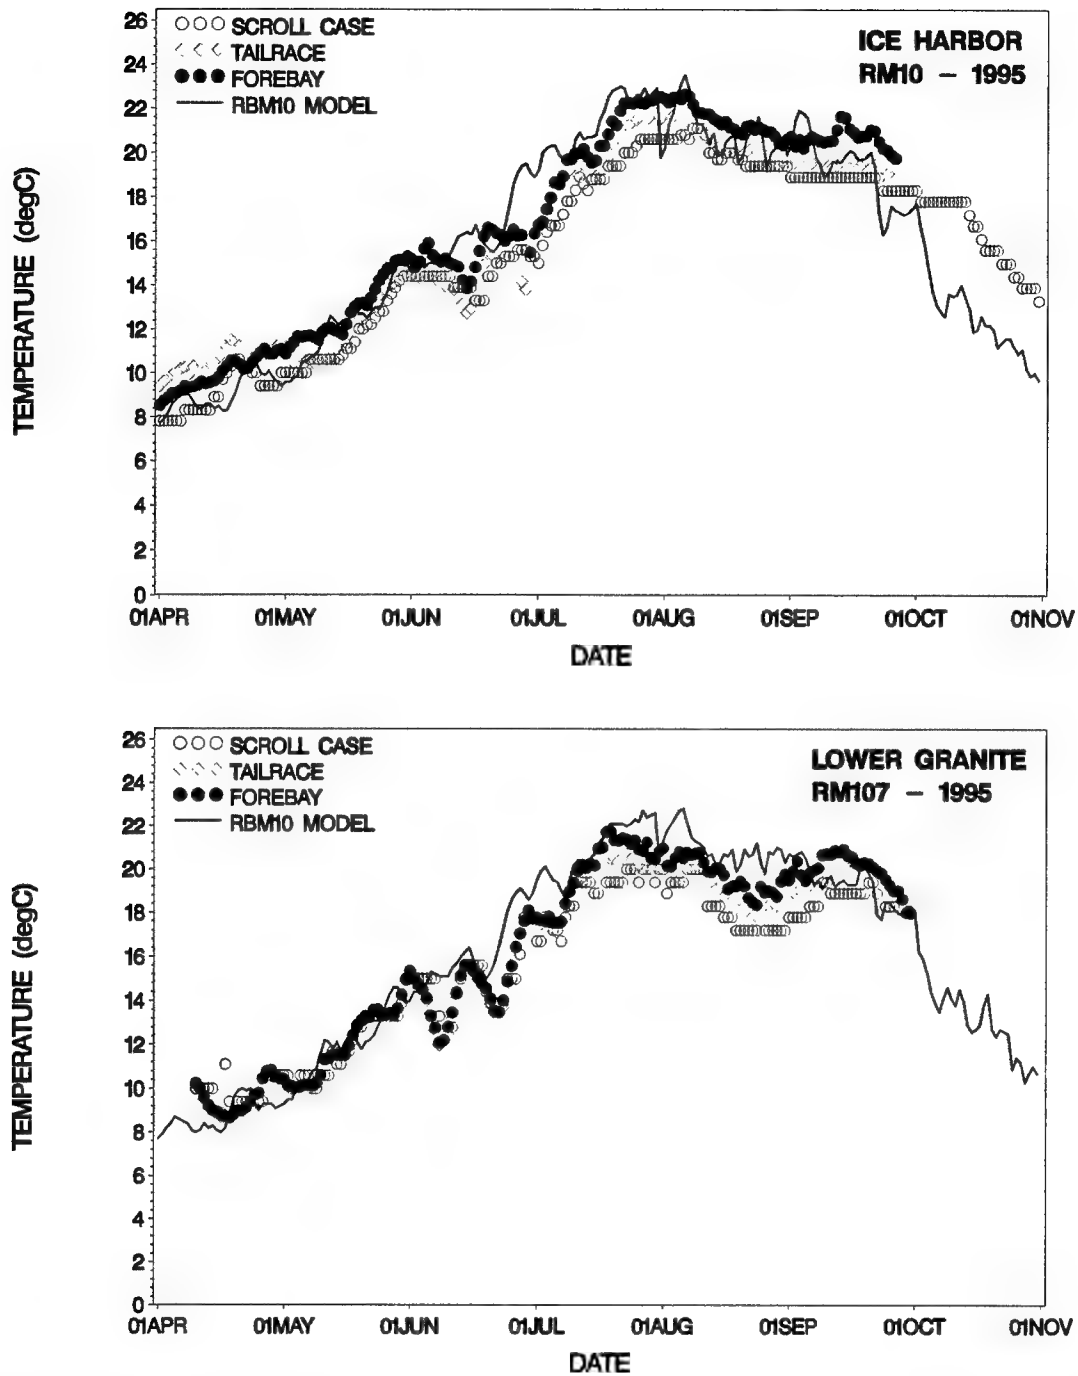 26
24
22
20
18
16
14
12
10
8
6
4
2
0
TEMPERATURE (degC)
SCROLL CASE
TAILRACE
FOREBAY
RBM10 MODEL
ICE HARBOR
RM10 – 1995
01APR 01MAY 01JUN 01JUL 01AUG 01SEP 01OCT 01NOV
DATE
26
24
22
20
18
16
14
12
10
8
6
4
2
0
TEMPERATURE (degC)
SCROLL CASE
TAILRACE
FOREBAY
RBM10 MODEL
LOWER GRANITE
RM107 – 1995
01APR 01MAY 01JUN 01JUL 01AUG 01SEP 01OCT 01NOV
DATE